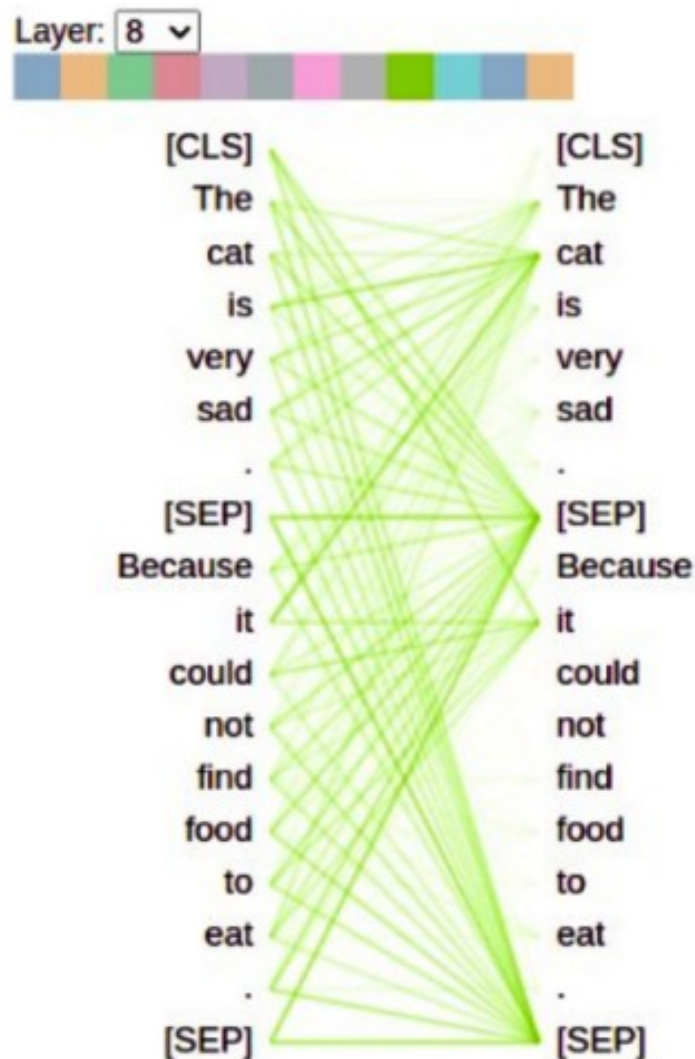 Layer: 8
[CLS] [CLS]
The The
cat cat
is is
very very
sad sad
. .
[SEP] [SEP]
Because Because
it it
could could
not not
find find
food food
to to
eat eat
. .
[SEP] [SEP]